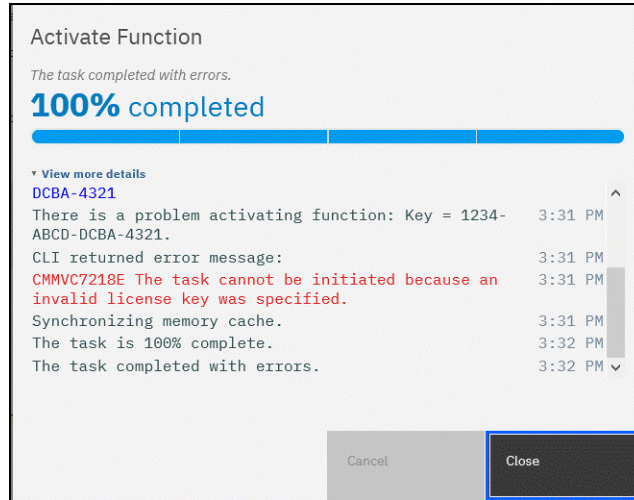 Activate Function
The task completed with errors.
100% completed
View more details
DCBA-4321
There is a problem activating function: Key = 1234- 3:31 PM
ABCD-DCBA-4321.
CLI returned error message: 3:31 PM
CMMVC7218E The task cannot be initiated because an 3:31 PM
invalid license key was specified.
Synchronizing memory cache. 3:31 PM
The task is 100% complete. 3:32 PM
The task completed with errors. 3:32 PM
Cancel Close